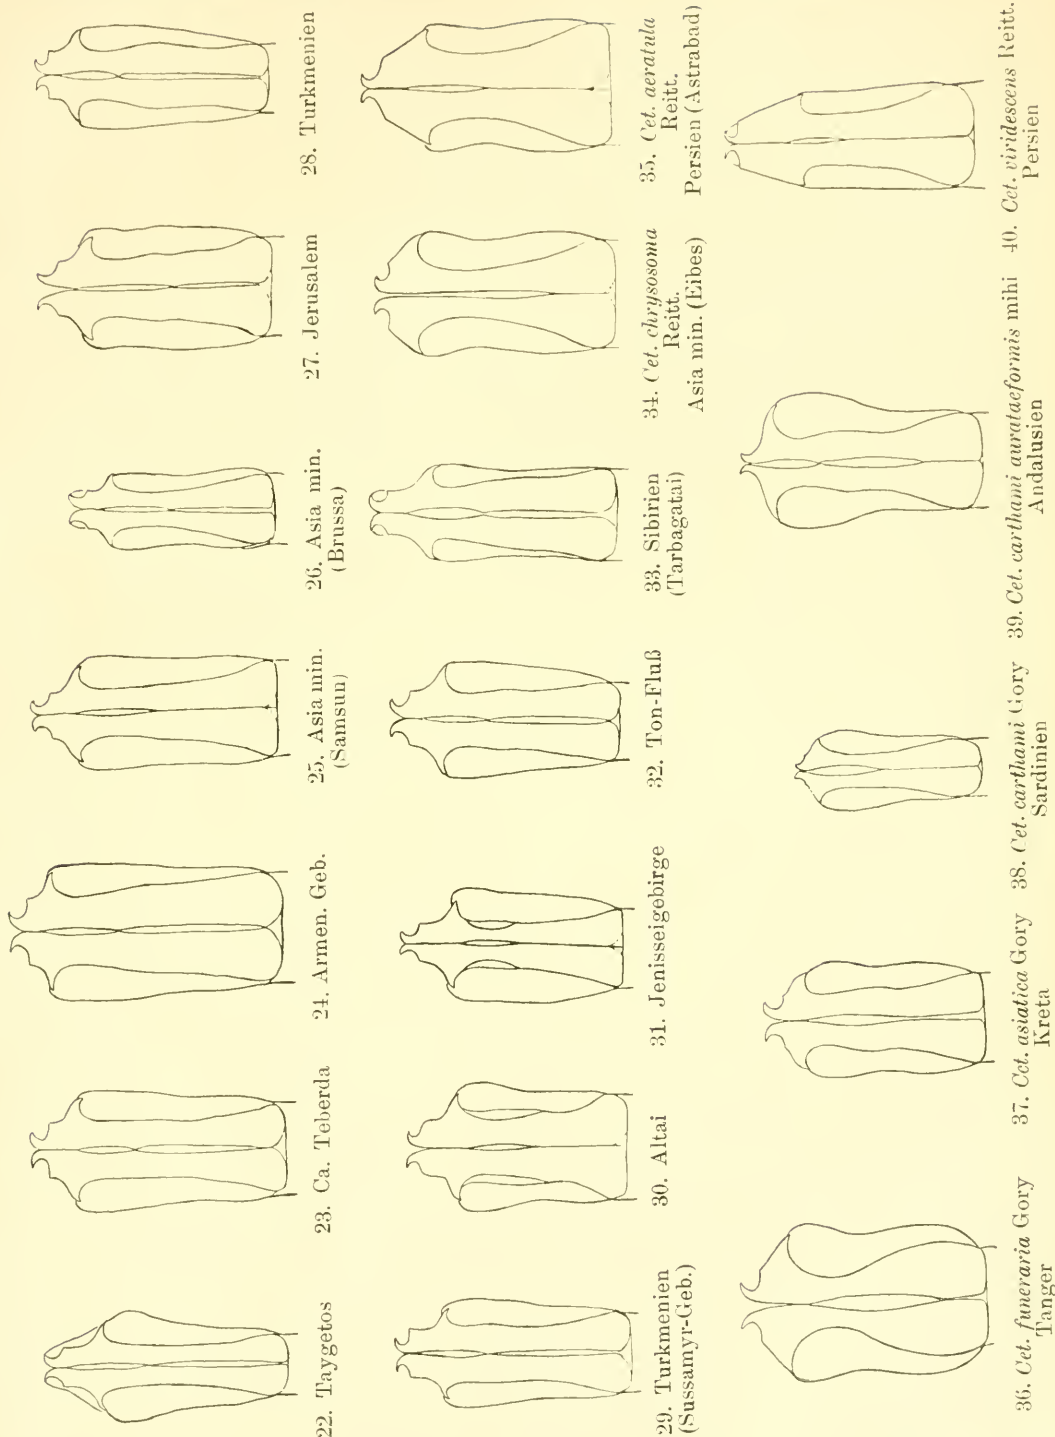 22. Taygetos
23. Ca. Teberda
24. Armen. Geb.
25. Asia min.
(Samsun)
26. Asia min.
(Brussa)
27. Jerusalem
28. Turkmenien
29. Turkmenien
(Sussamyr-Geb.)
30. Altai
31. Jenisseigebirge
32. Ton-Fluß
33. Sibirien
(Tarbagatai)
34. Cet. chrysosoma
Reitt.
Asia min. (Eibes)
35. Cet. aeratula
Reitt.
Persien (Astrabad)
36. Cet. funeraria Gory
Tanger
37. Cet. asiatica Gory
Kreta
38. Cet. carthami Gory
Sardinien
39. Cet. carthami aurataeformis mihi
Andalusien
40. Cet. viridescens Reitt.
Persien